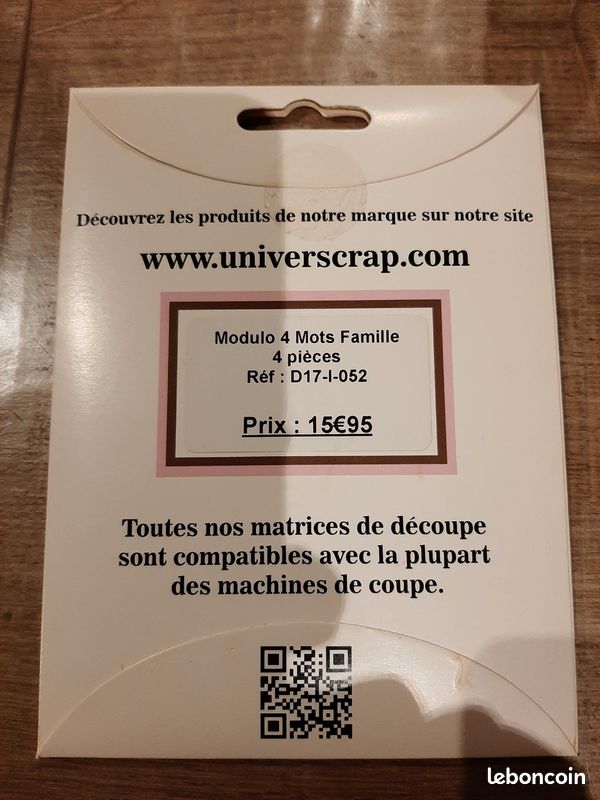 Découvrez les produits de notre marque sur notre site
www.universcrap.com
Modulo 4 Mots Famille
4 pièces
Réf : D17-I-052
Prix : 15€95
Toutes nos matrices de découpe
sont compatibles avec la plupart
des machines de coupe.
leboncoin